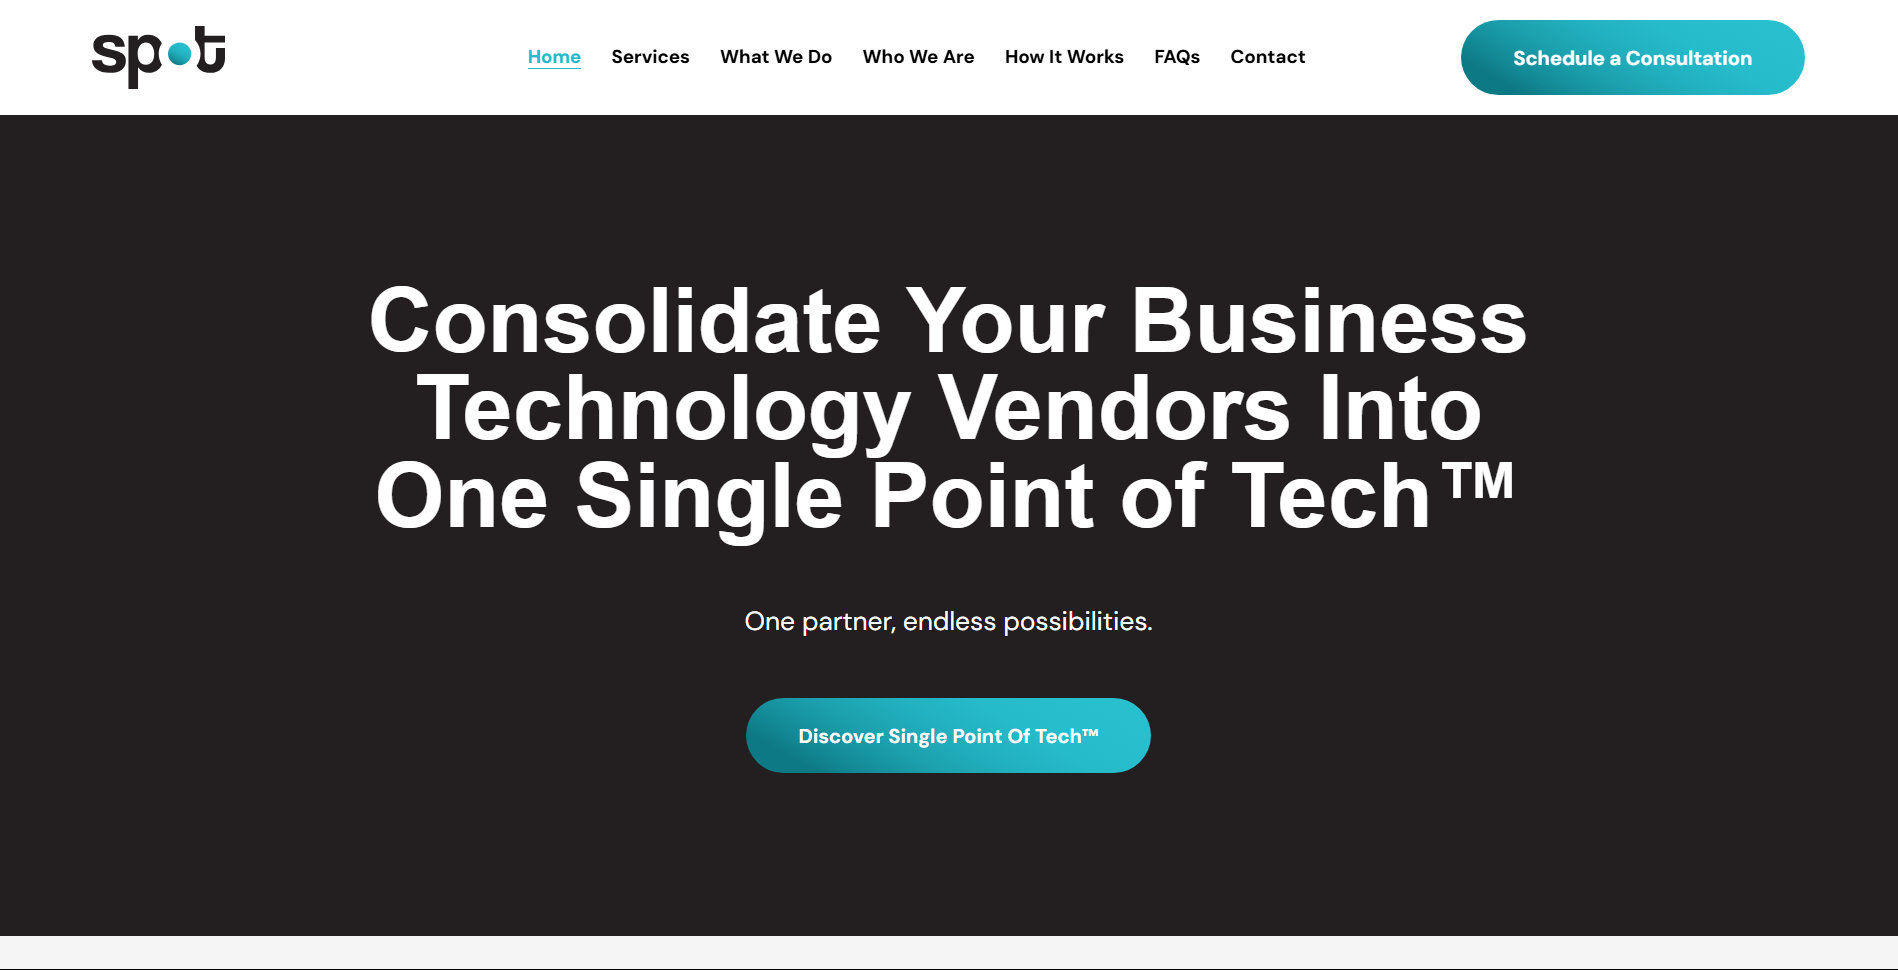 spot
Home Services What We Do Who We Are How It Works FAQs Contact
Schedule a Consultation
Consolidate Your Business
Technology Vendors Into
One Single Point of Tech™
One partner, endless possibilities.
Discover Single Point Of Tech™